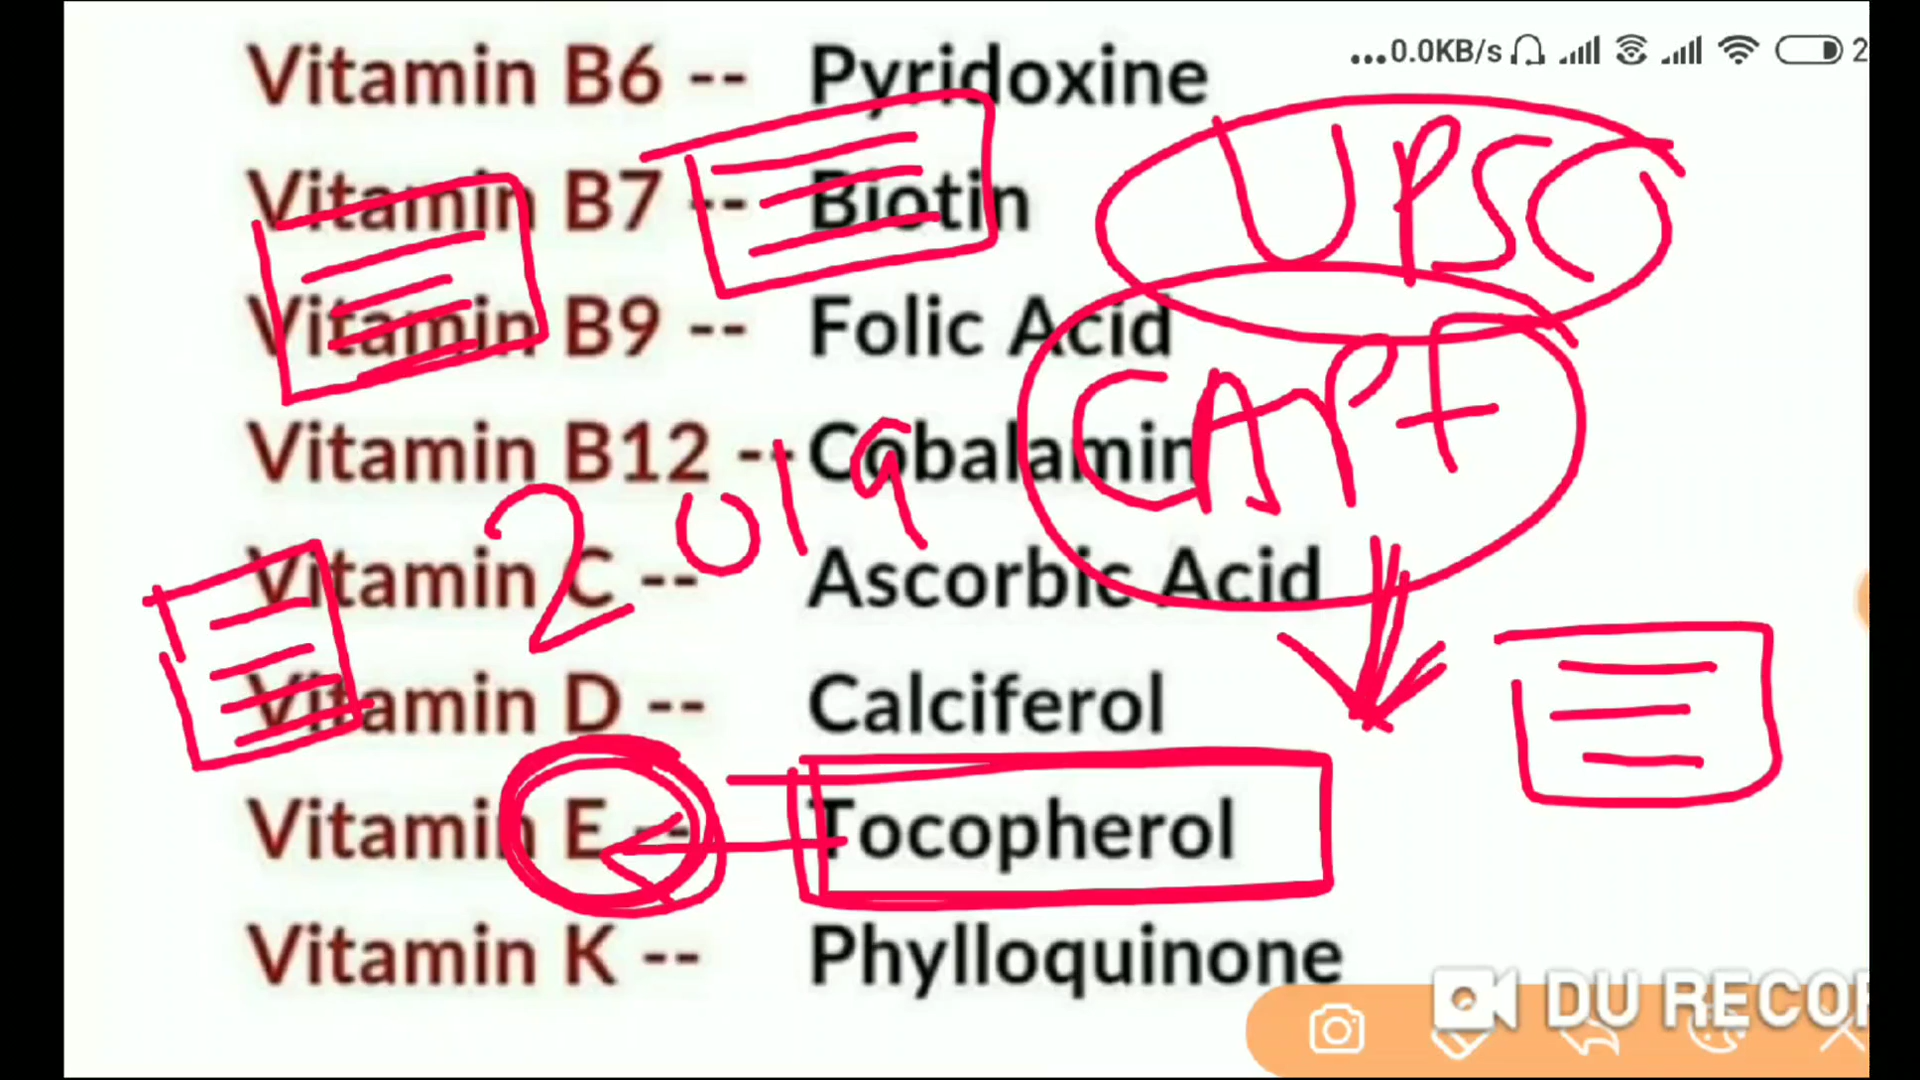 ...0.0KB/s 2
Vitamin B6 -- Pyridoxine
Vitamin B7 -- Biotin
UPSC
Vitamin B9 -- Folic Acid
CAPF
Vitamin B12 -- Cobalamin
2019
Vitamin C -- Ascorbic Acid
Vitamin D -- Calciferol
Vitamin E -- Tocopherol
Vitamin K -- Phylloquinone
DU RECOR